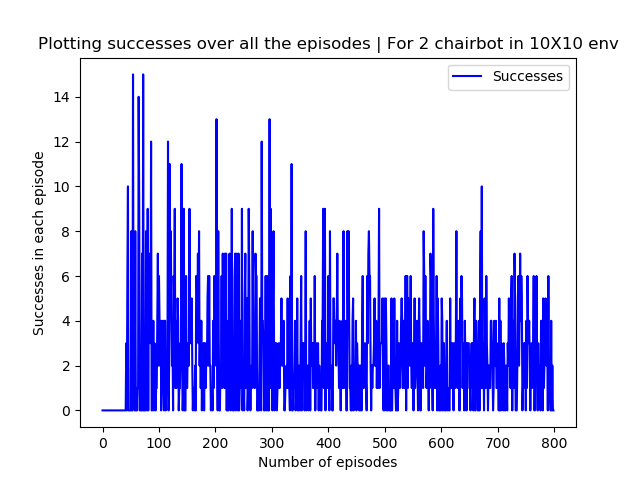 Plotting successes over all the episodes | For 2 chairbot in 10X10 env
Successes
14
12
10
8
6
4
2
0
Successes in each episode
0 100 200 300 400 500 600 700 800
Number of episodes